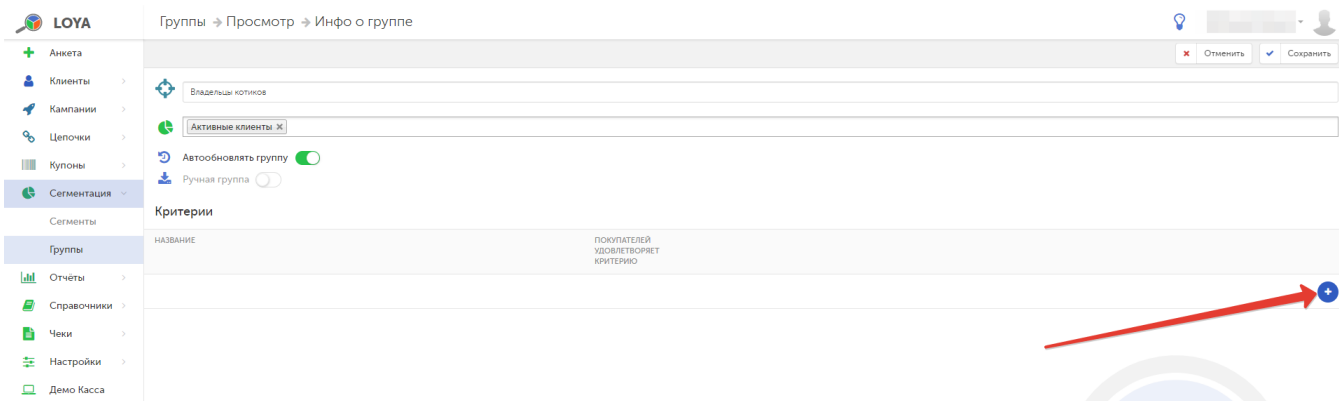 LOYA
Группы → Просмотр → Инфо о группе
Анкета
Отменить
Сохранить
Клиенты
Кампании
Цепочки
Купоны
Сегментация
Сегменты
Группы
Отчёты
Справочники
Чеки
Настройки
Демо Касса
Владельцы котиков
Активные клиенты ×
Автообновлять группу
Ручная группа
Критерии
НАЗВАНИЕ
ПОКУПАТЕЛЕЙ
УДОВЛЕТВОРЯЕТ
КРИТЕРИЮ